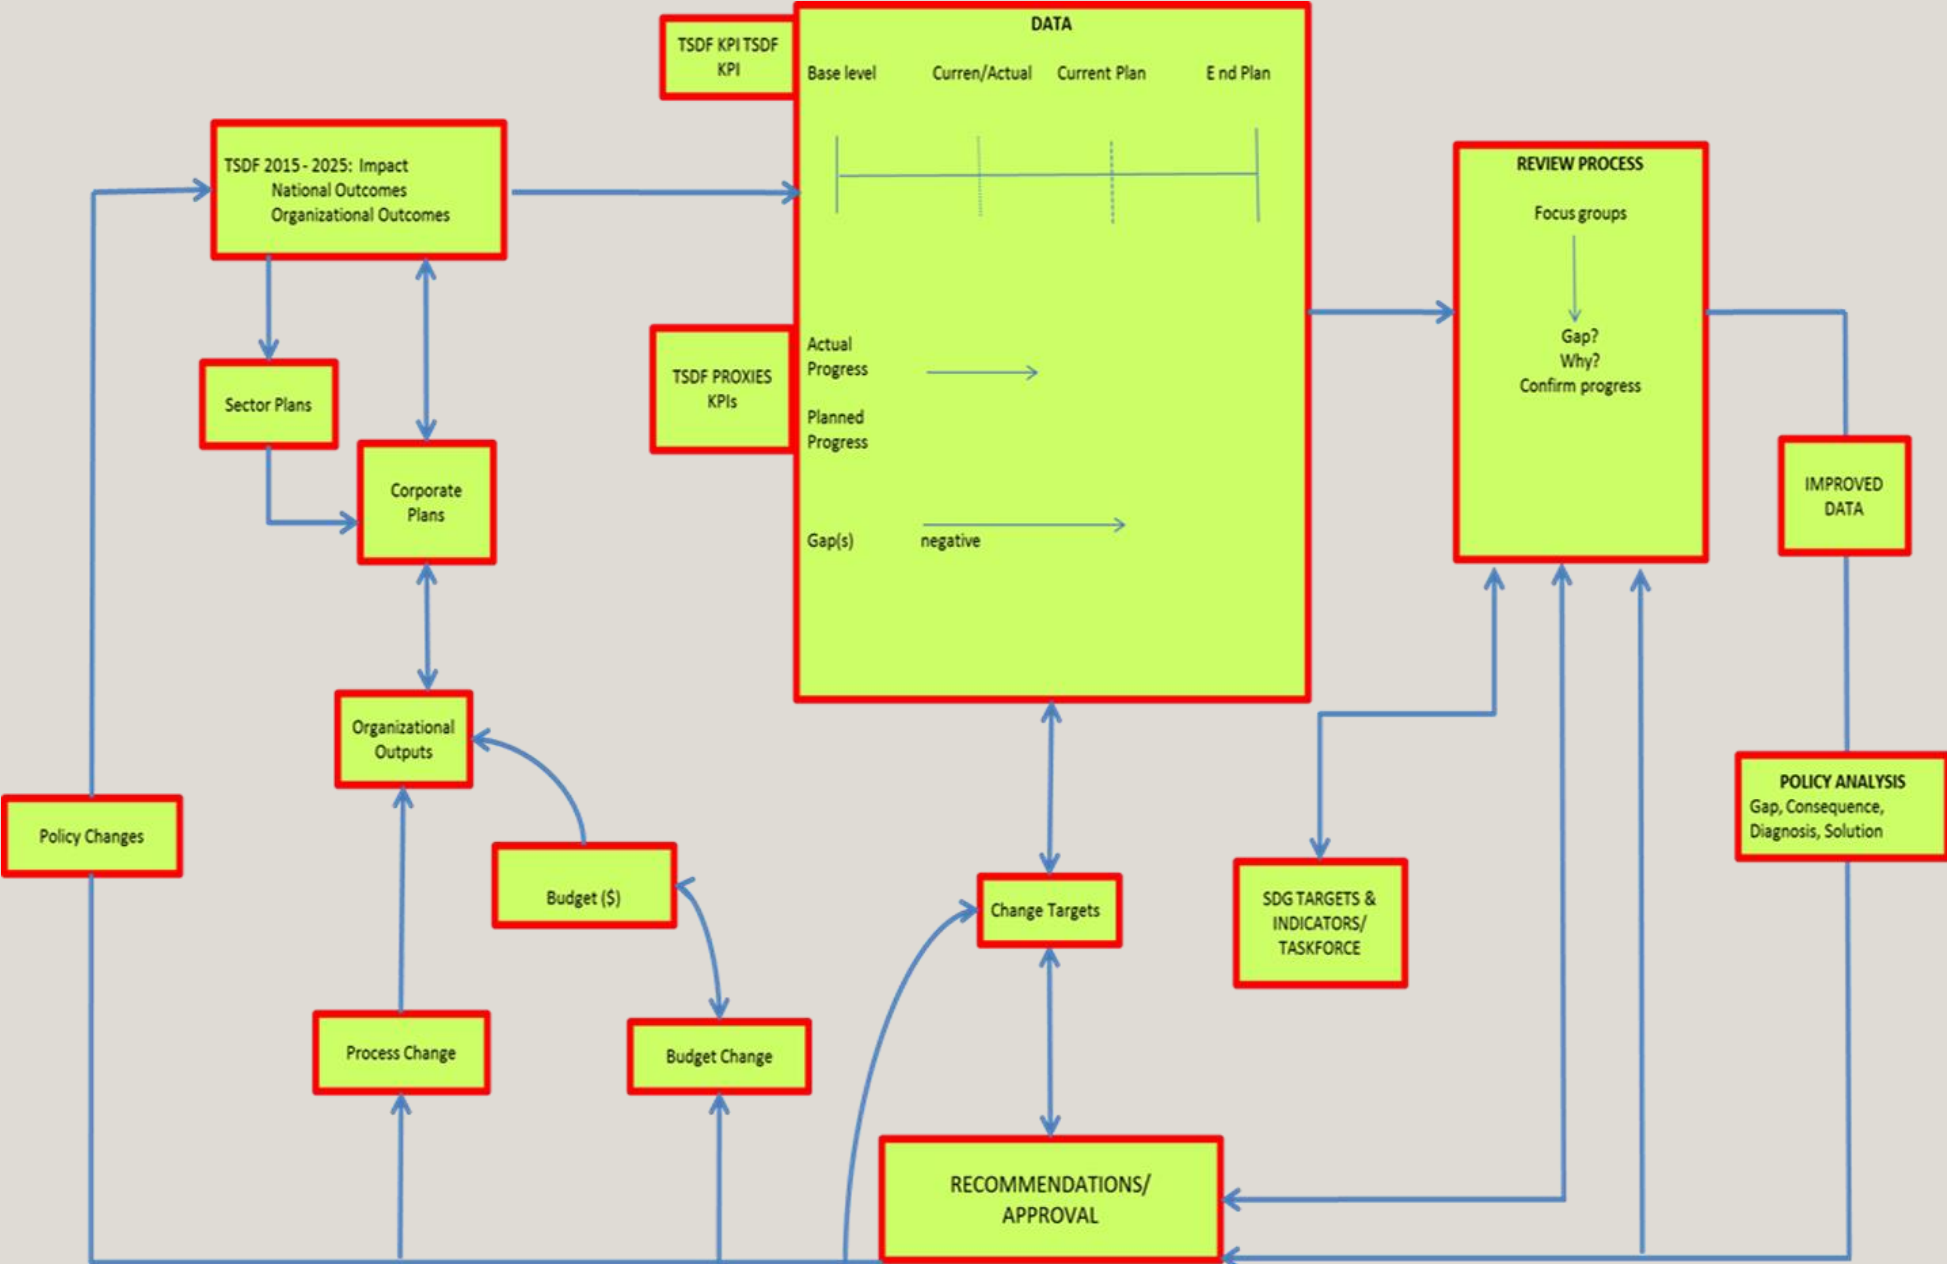 DATA
TSDF KPI TSDF
KPI
Base level Curren/Actual Current Plan E nd Plan
TSDF 2015 - 2025: Impact
National Outcomes
Organizational Outcomes
REVIEW PROCESS
Focus groups
Gap?
Why?
Confirm progress
Actual
Progress
TSDF PROXIES
KPIs
Planned
Progress
Sector Plans
Corporate
Plans
IMPROVED
DATA
Gap(s) negative
Organizational
Outputs
POLICY ANALYSIS
Gap, Consequence,
Diagnosis, Solution
Policy Changes
Budget ($)
Change Targets
SDG TARGETS &
INDICATORS/
TASKFORCE
Process Change
Budget Change
RECOMMENDATIONS/
APPROVAL